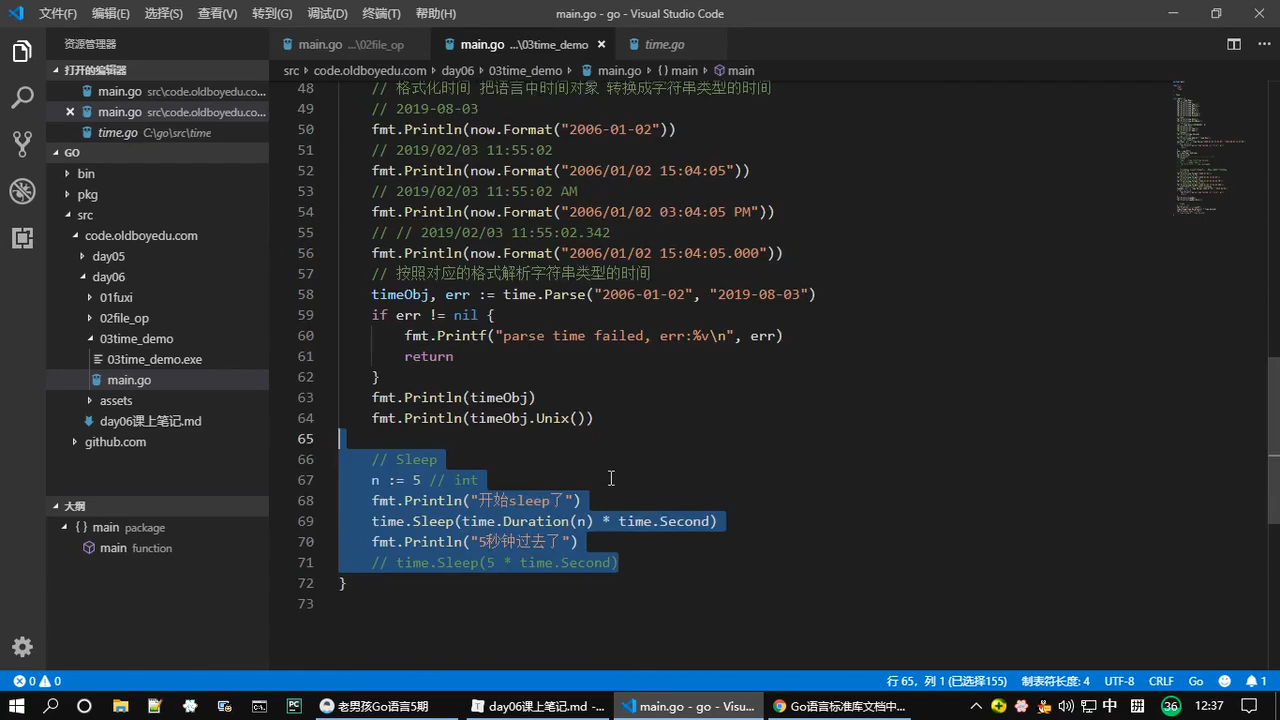 文件(F) 编辑(E) 选择(S) 查看(V) 转到(G) 调试(D) 终端(T) 帮助(H) main.go - go - Visual Studio Code
资源管理器
main.go ...\02file_op main.go ...\03time_demo time.go
打开的编辑器
main.go src\code.oldboyedu.co...
main.go src\code.oldboyedu.co...
time.go C:\go\src\time
GO
bin
pkg
src
code.oldboyedu.com
day05
day06
01fuxi
02file_op
03time_demo
03time_demo.exe
main.go
assets
day06课上笔记.md
github.com
大纲
main package
main function
src code.oldboyedu.com day06 03time_demo main.go {} main main
48 // 格式化时间 把语言中时间对象 转换成字符串类型的时间
49 // 2019-08-03
50 fmt.Println(now.Format("2006-01-02"))
51 // 2019/02/03 11:55:02
52 fmt.Println(now.Format("2006/01/02 15:04:05"))
53 // 2019/02/03 11:55:02 AM
54 fmt.Println(now.Format("2006/01/02 03:04:05 PM"))
55 // // 2019/02/03 11:55:02.342
56 fmt.Println(now.Format("2006/01/02 15:04:05.000"))
57 // 按照对应的格式解析字符串类型的时间
58 timeObj, err := time.Parse("2006-01-02", "2019-08-03")
59 if err != nil {
60 fmt.Printf("parse time failed, err:%v\n", err)
61 return
62 }
63 fmt.Println(timeObj)
64 fmt.Println(timeObj.Unix())
65
66 // Sleep
67 n := 5 // int
68 fmt.Println("开始sleep了")
69 time.Sleep(time.Duration(n) * time.Second)
70 fmt.Println("5秒钟过去了")
71 // time.Sleep(5 * time.Second)
72 }
73
0 0 行 65，列 1 (已选择155) 制表符长度: 4 UTF-8 CRLF Go 1
老男孩Go语言5期 day06课上笔记.md -... main.go - go - Visu... Go语言标准库文档中... 中 拼 36 12:37